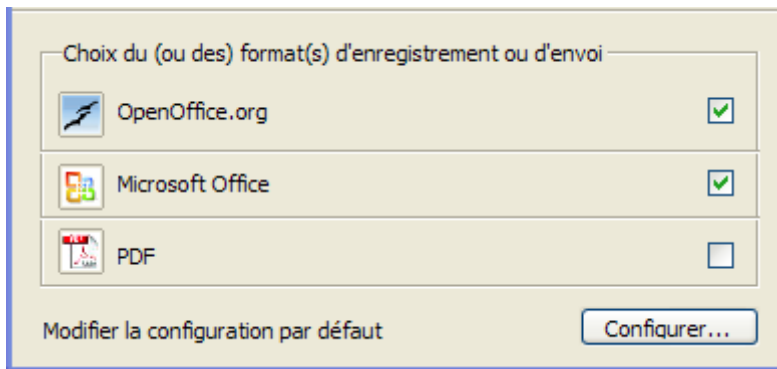 Choix du (ou des) format(s) d'enregistrement ou d'envoi
OpenOffice.org
Microsoft Office
PDF
Modifier la configuration par défaut
Configurer...